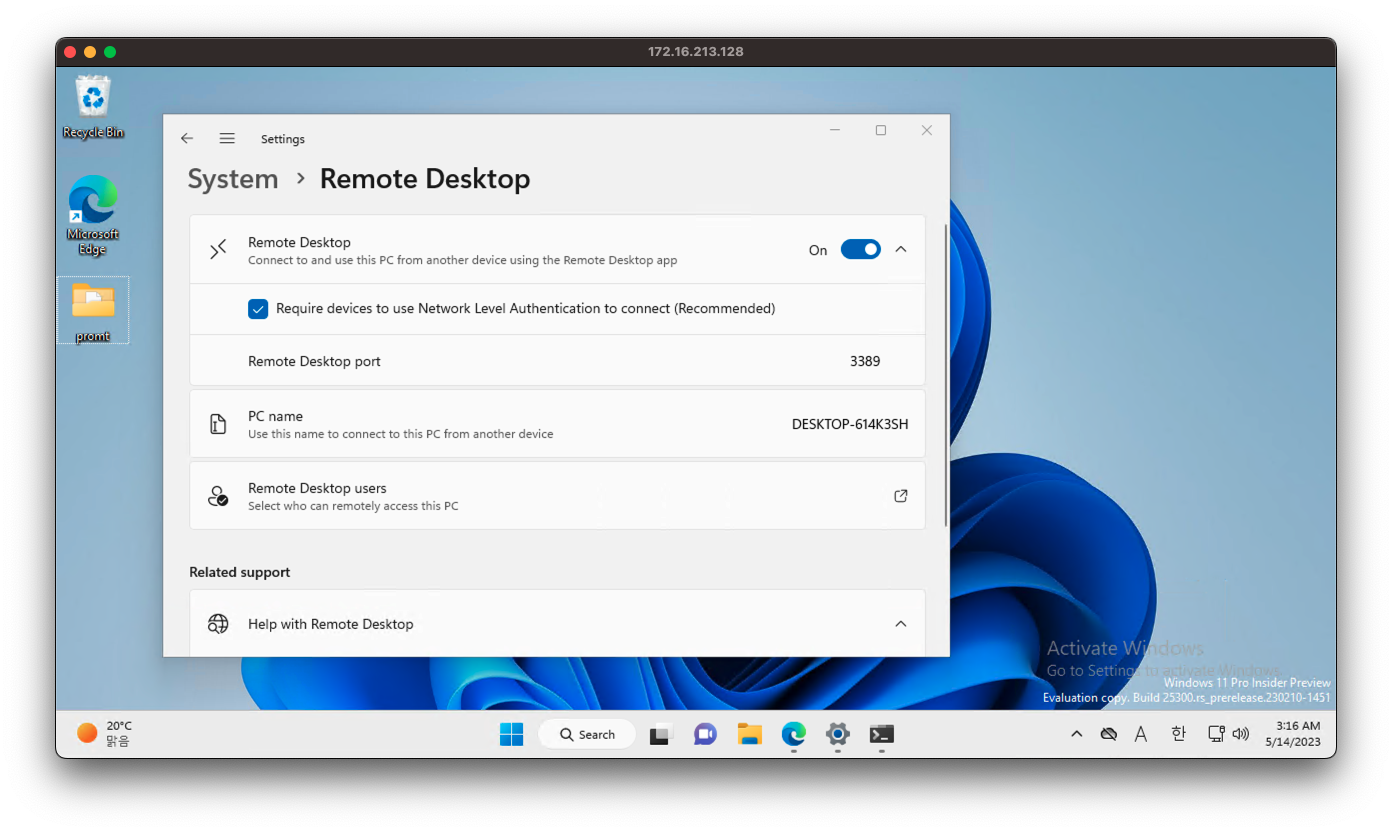 172.16.213.128
Recycle Bin
Microsoft
Edge
promt
Settings
System > Remote Desktop
Remote Desktop
Connect to and use this PC from another device using the Remote Desktop app
On
Require devices to use Network Level Authentication to connect (Recommended)
Remote Desktop port
3389
PC name
Use this name to connect to this PC from another device
DESKTOP-614K3SH
Remote Desktop users
Select who can remotely access this PC
Related support
Help with Remote Desktop
Activate Windows
Go to Settings to activate Windows.
Windows 11 Pro Insider Preview
Evaluation copy. Build 25300.rs_prerelease.230210-1451
20°C
맑음
Search
A
한
3:16 AM
5/14/2023